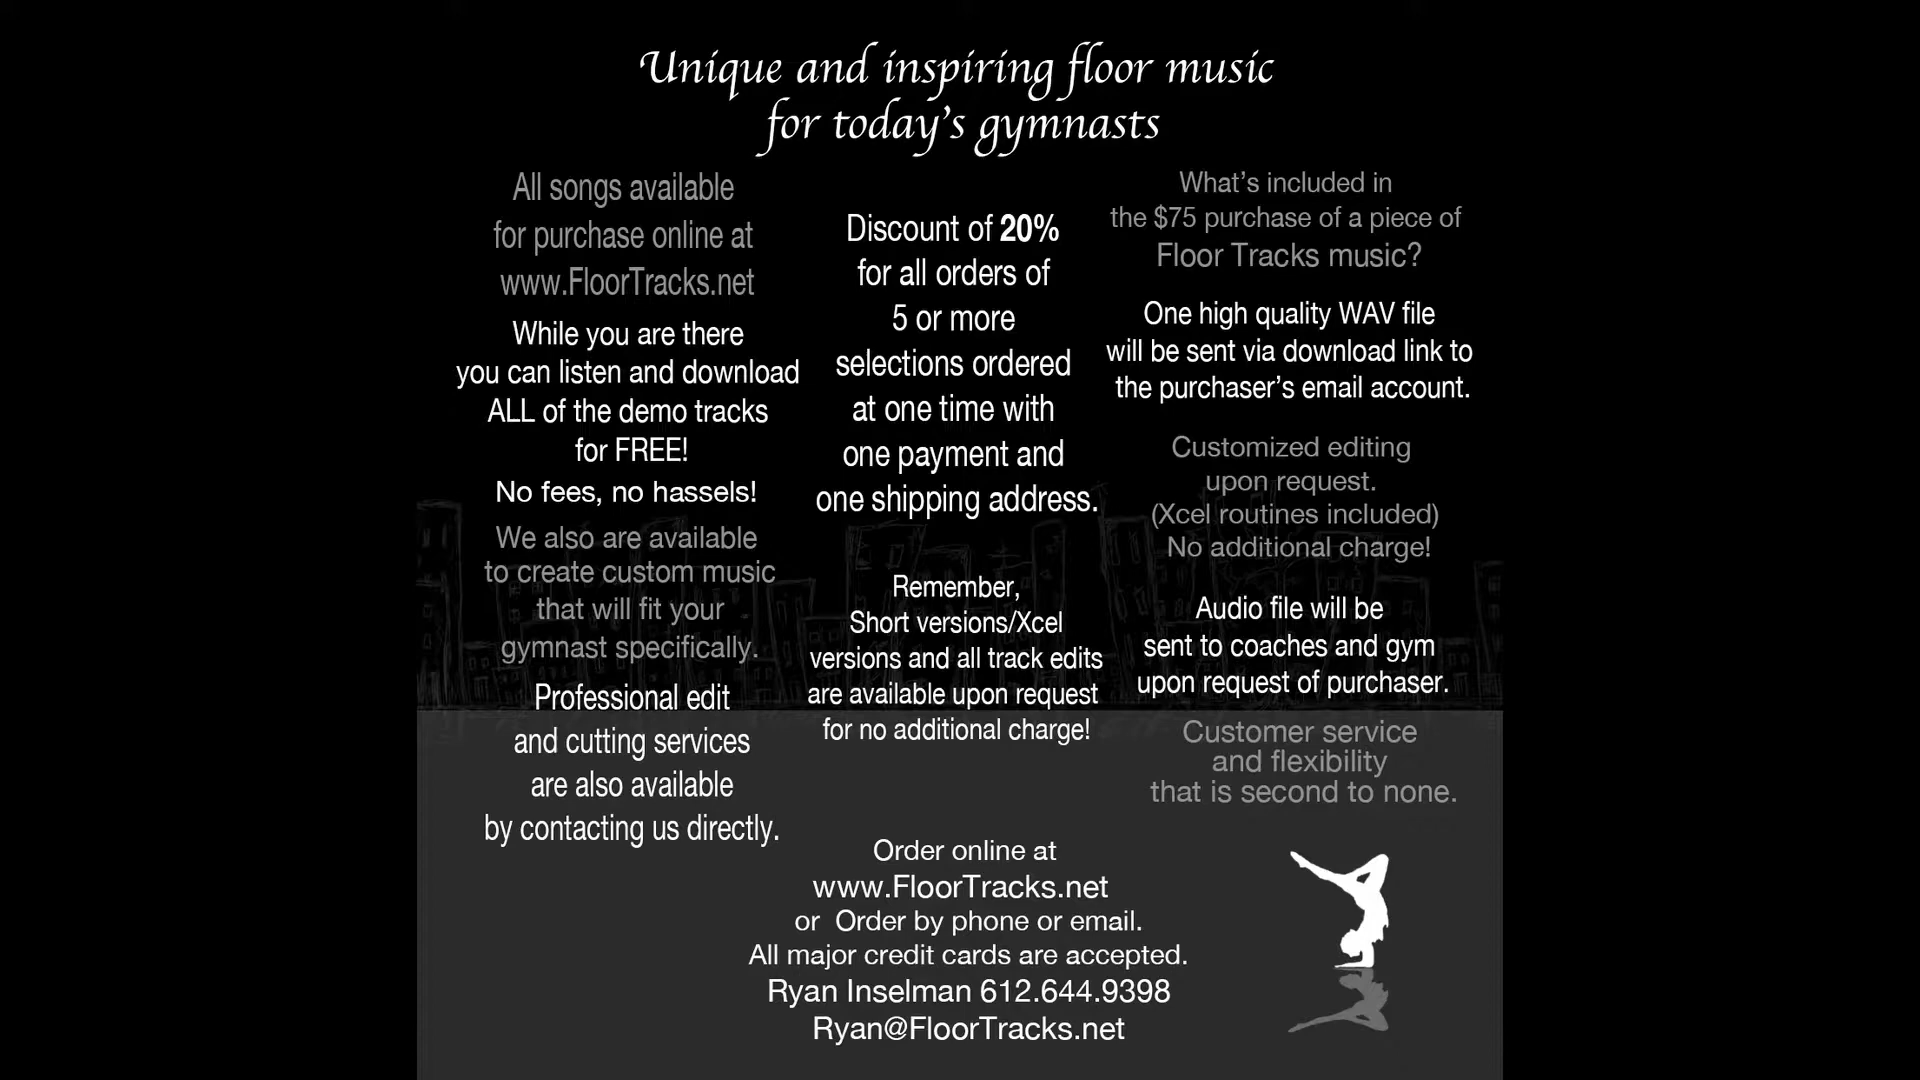 Unique and inspiring floor music
for today's gymnasts
All songs available
for purchase online at
www.FloorTracks.net
While you are there
you can listen and download
ALL of the demo tracks
for FREE!
No fees, no hassels!
We also are available
to create custom music
that will fit your
gymnast specifically.
Professional edit
and cutting services
are also available
by contacting us directly.
Discount of 20%
for all orders of
5 or more
selections ordered
at one time with
one payment and
one shipping address.
Remember,
Short versions/Xcel
versions and all track edits
are available upon request
for no additional charge!
What's included in
the $75 purchase of a piece of
Floor Tracks music?
One high quality WAV file
will be sent via download link to
the purchaser's email account.
Customized editing
upon request.
(Xcel routines included)
No additional charge!
Audio file will be
sent to coaches and gym
upon request of purchaser.
Customer service
and flexibility
that is second to none.
Order online at
www.FloorTracks.net
or Order by phone or email.
All major credit cards are accepted.
Ryan Inselman 612.644.9398
Ryan@FloorTracks.net